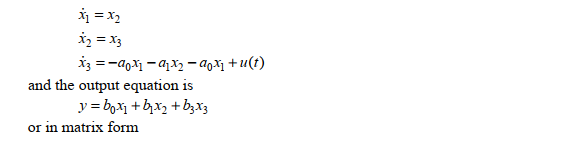 ẋ₁ = x₂
ẋ₂ = x₃
ẋ₃ = −a₀x₁ − a₁x₂ − a₀x₁ + u(t)
and the output equation is
y = b₀x₁ + b₁x₂ + b₃x₃
or in matrix form